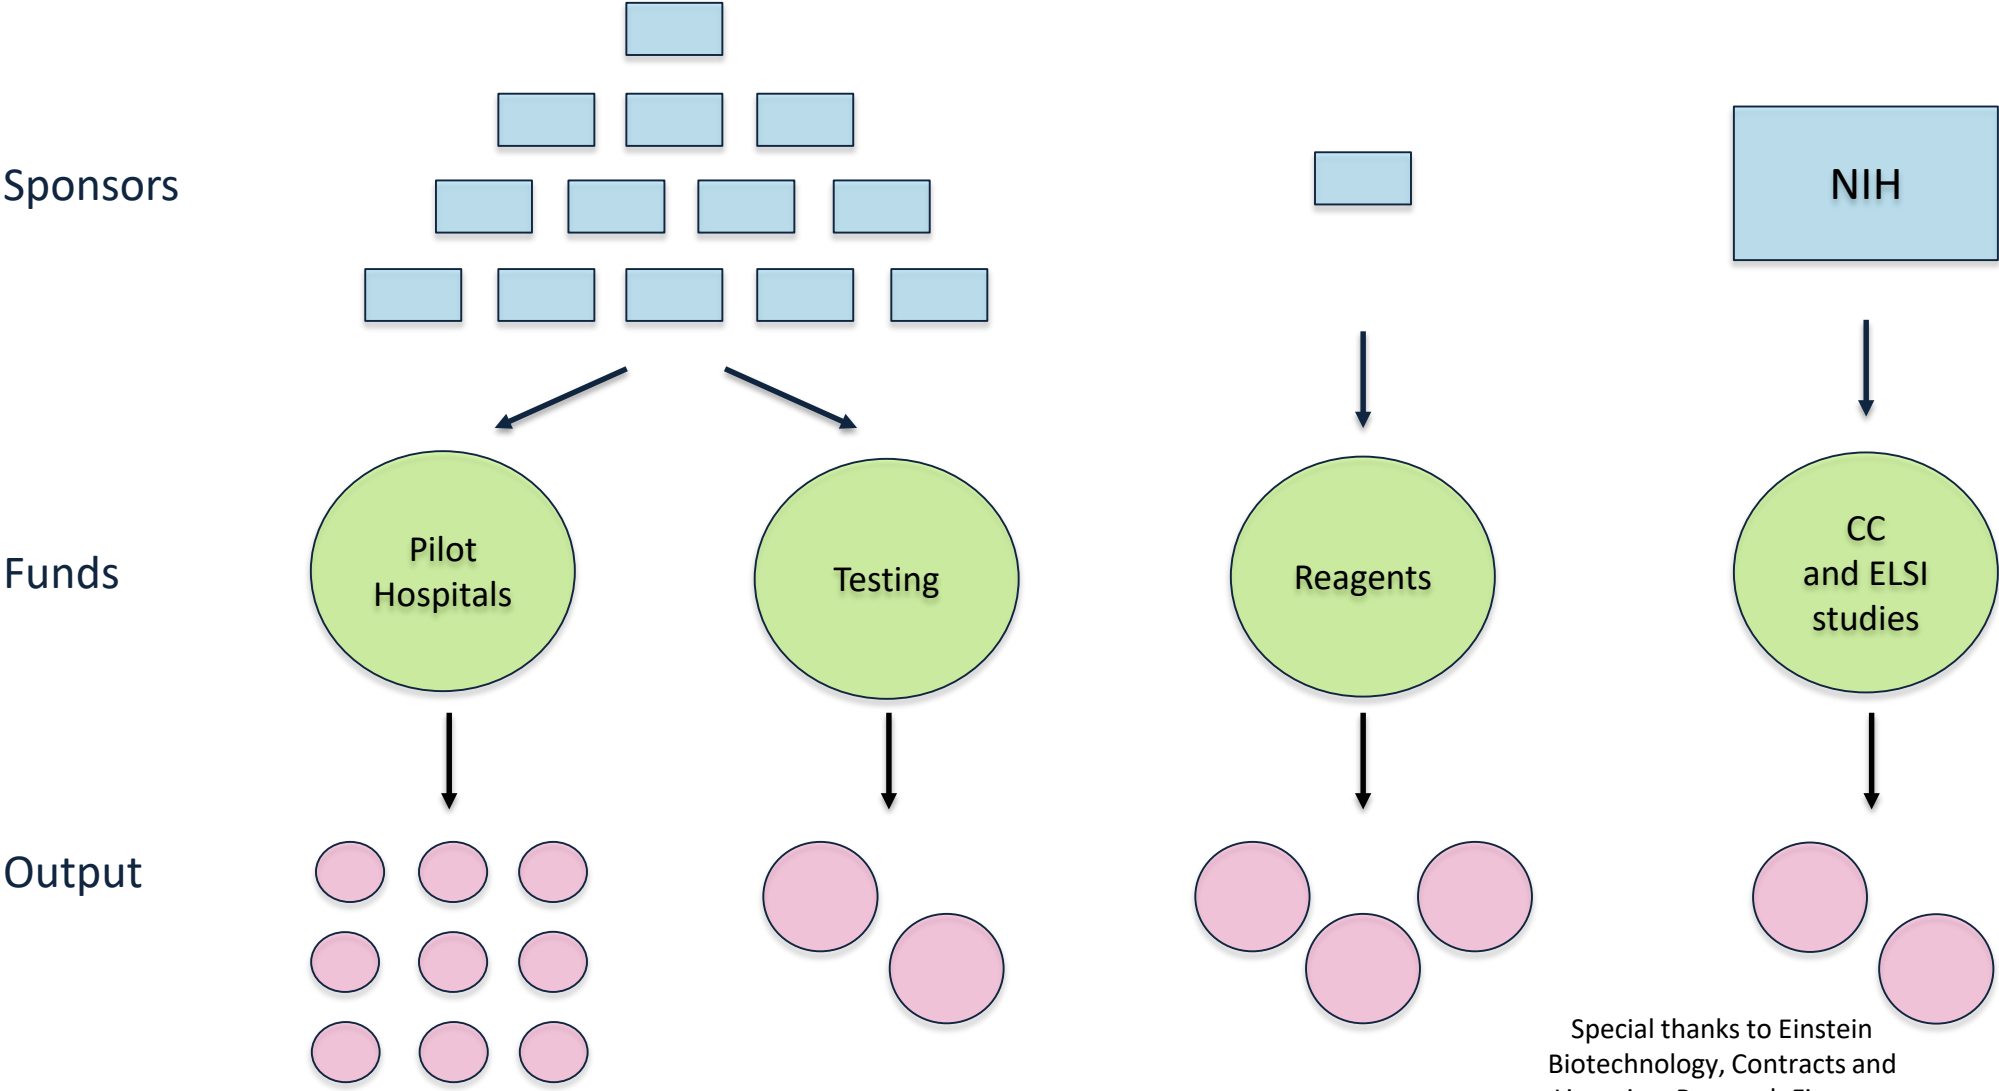 Sponsors
NIH
Funds
Pilot
Hospitals
Testing
Reagents
CC
and ELSI
studies
Output
Special thanks to Einstein
Biotechnology, Contracts and